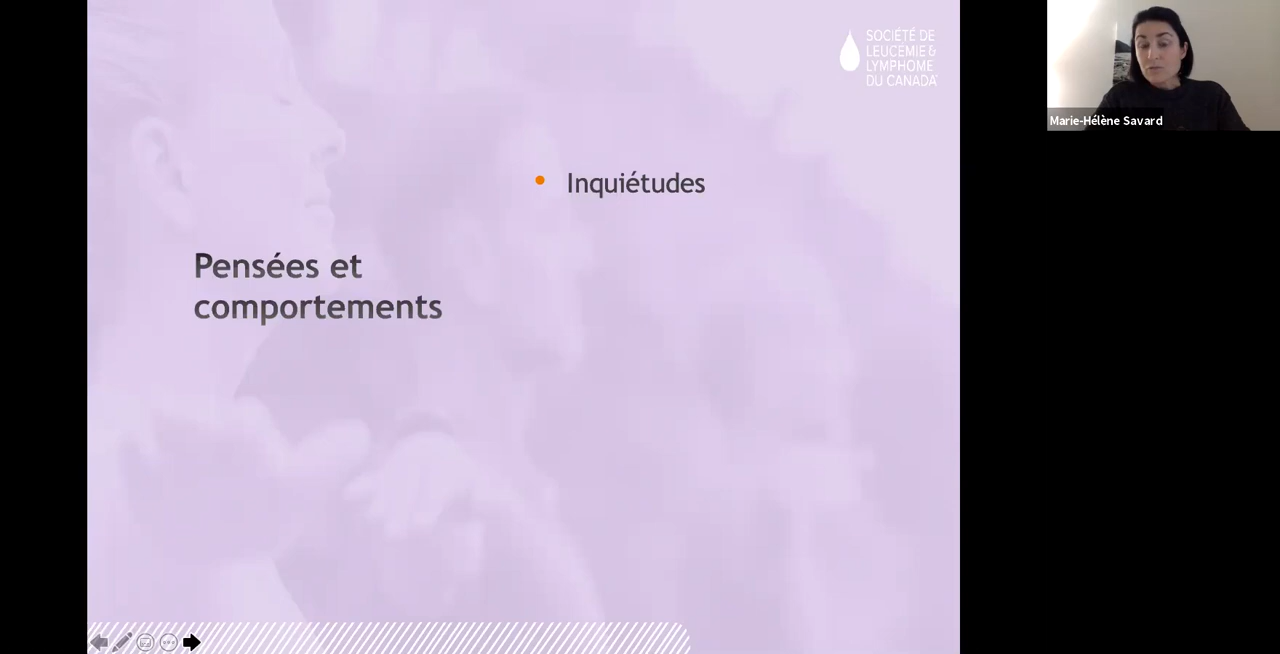 SOCIÉTÉ DE
LEUCÉMIE &
LYMPHOME
DU CANADA
Marie-Hélène Savard
• Inquiétudes
Pensées et
comportements